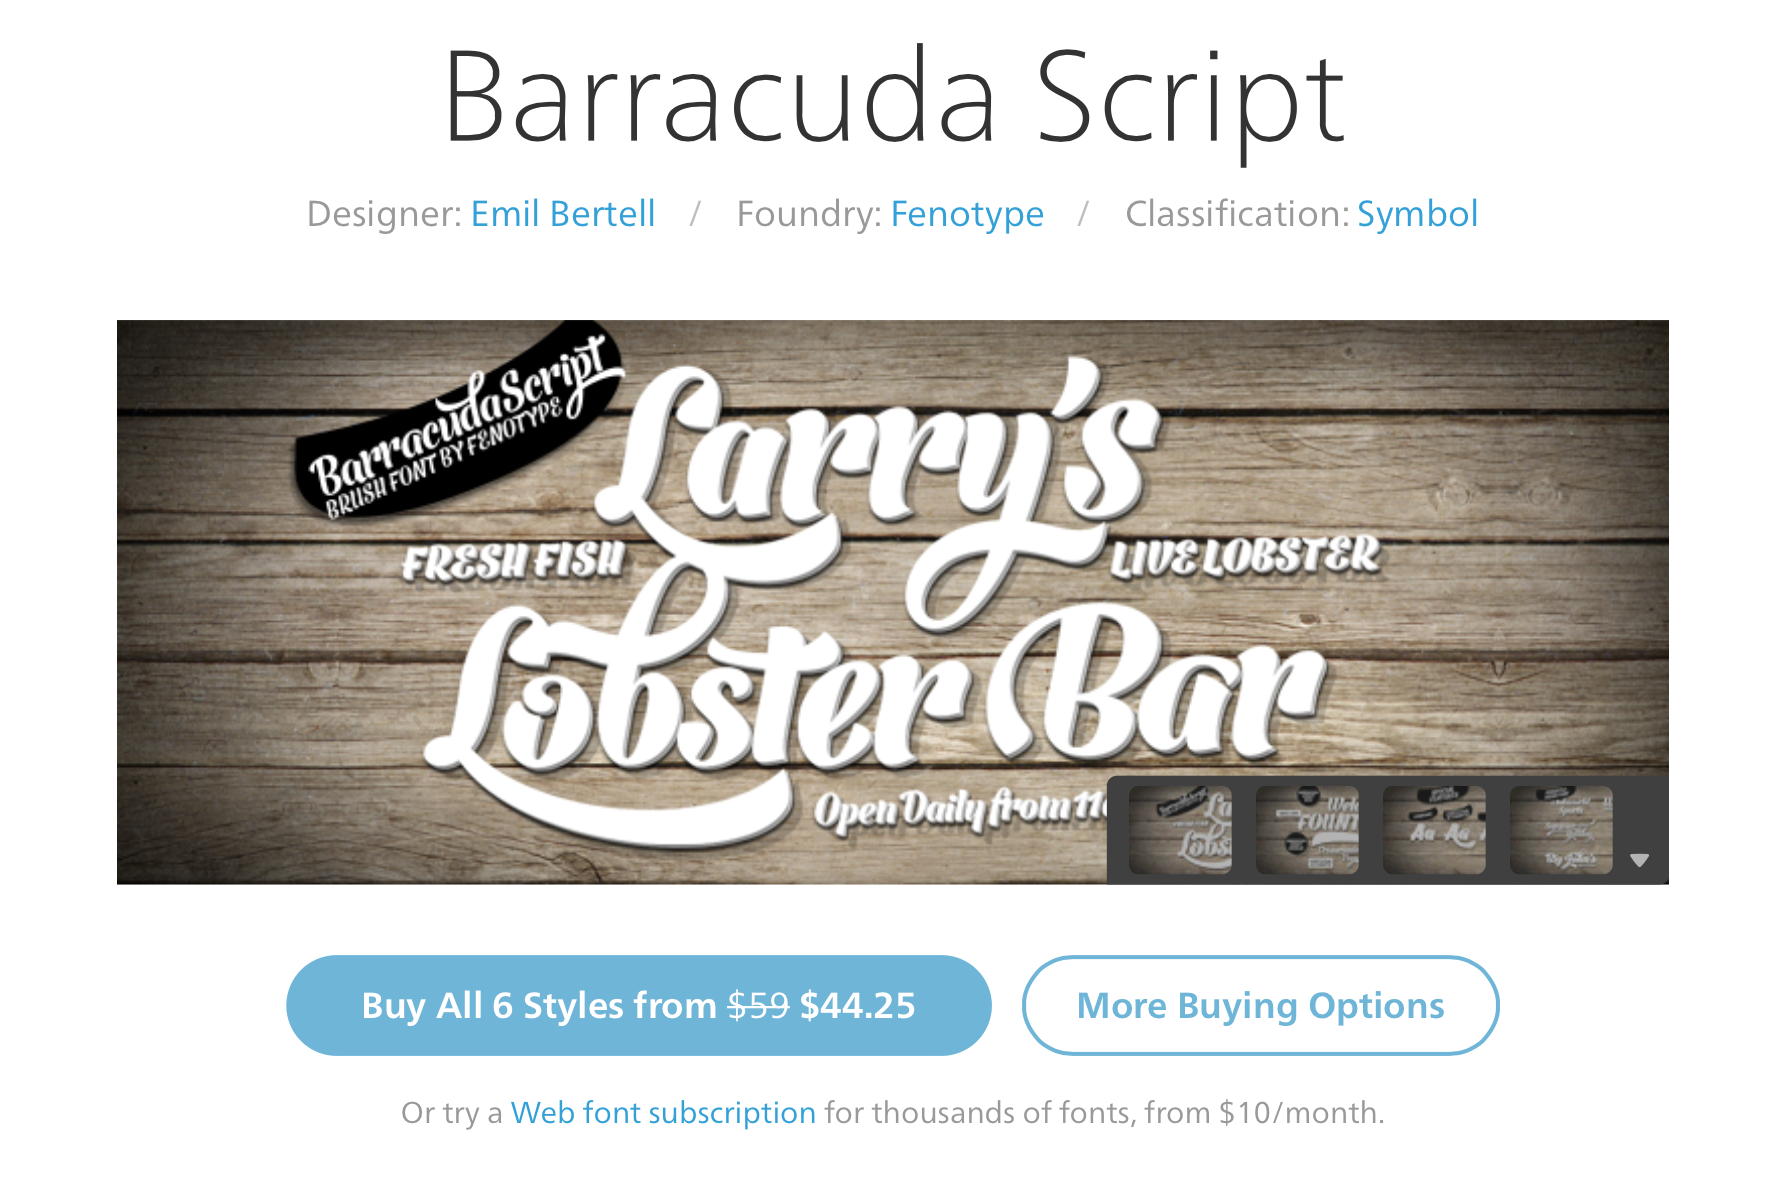 Barracuda Script
Designer: Emil Bertell / Foundry: Fenotype / Classification: Symbol
Barracuda Script
BRUSH FONT BY FENOTYPE
Larry's
FRESH FISH
LIVE LOBSTER
Lobster Bar
Open Daily from 11
Buy All 6 Styles from $59 $44.25
More Buying Options
Or try a Web font subscription for thousands of fonts, from $10/month.